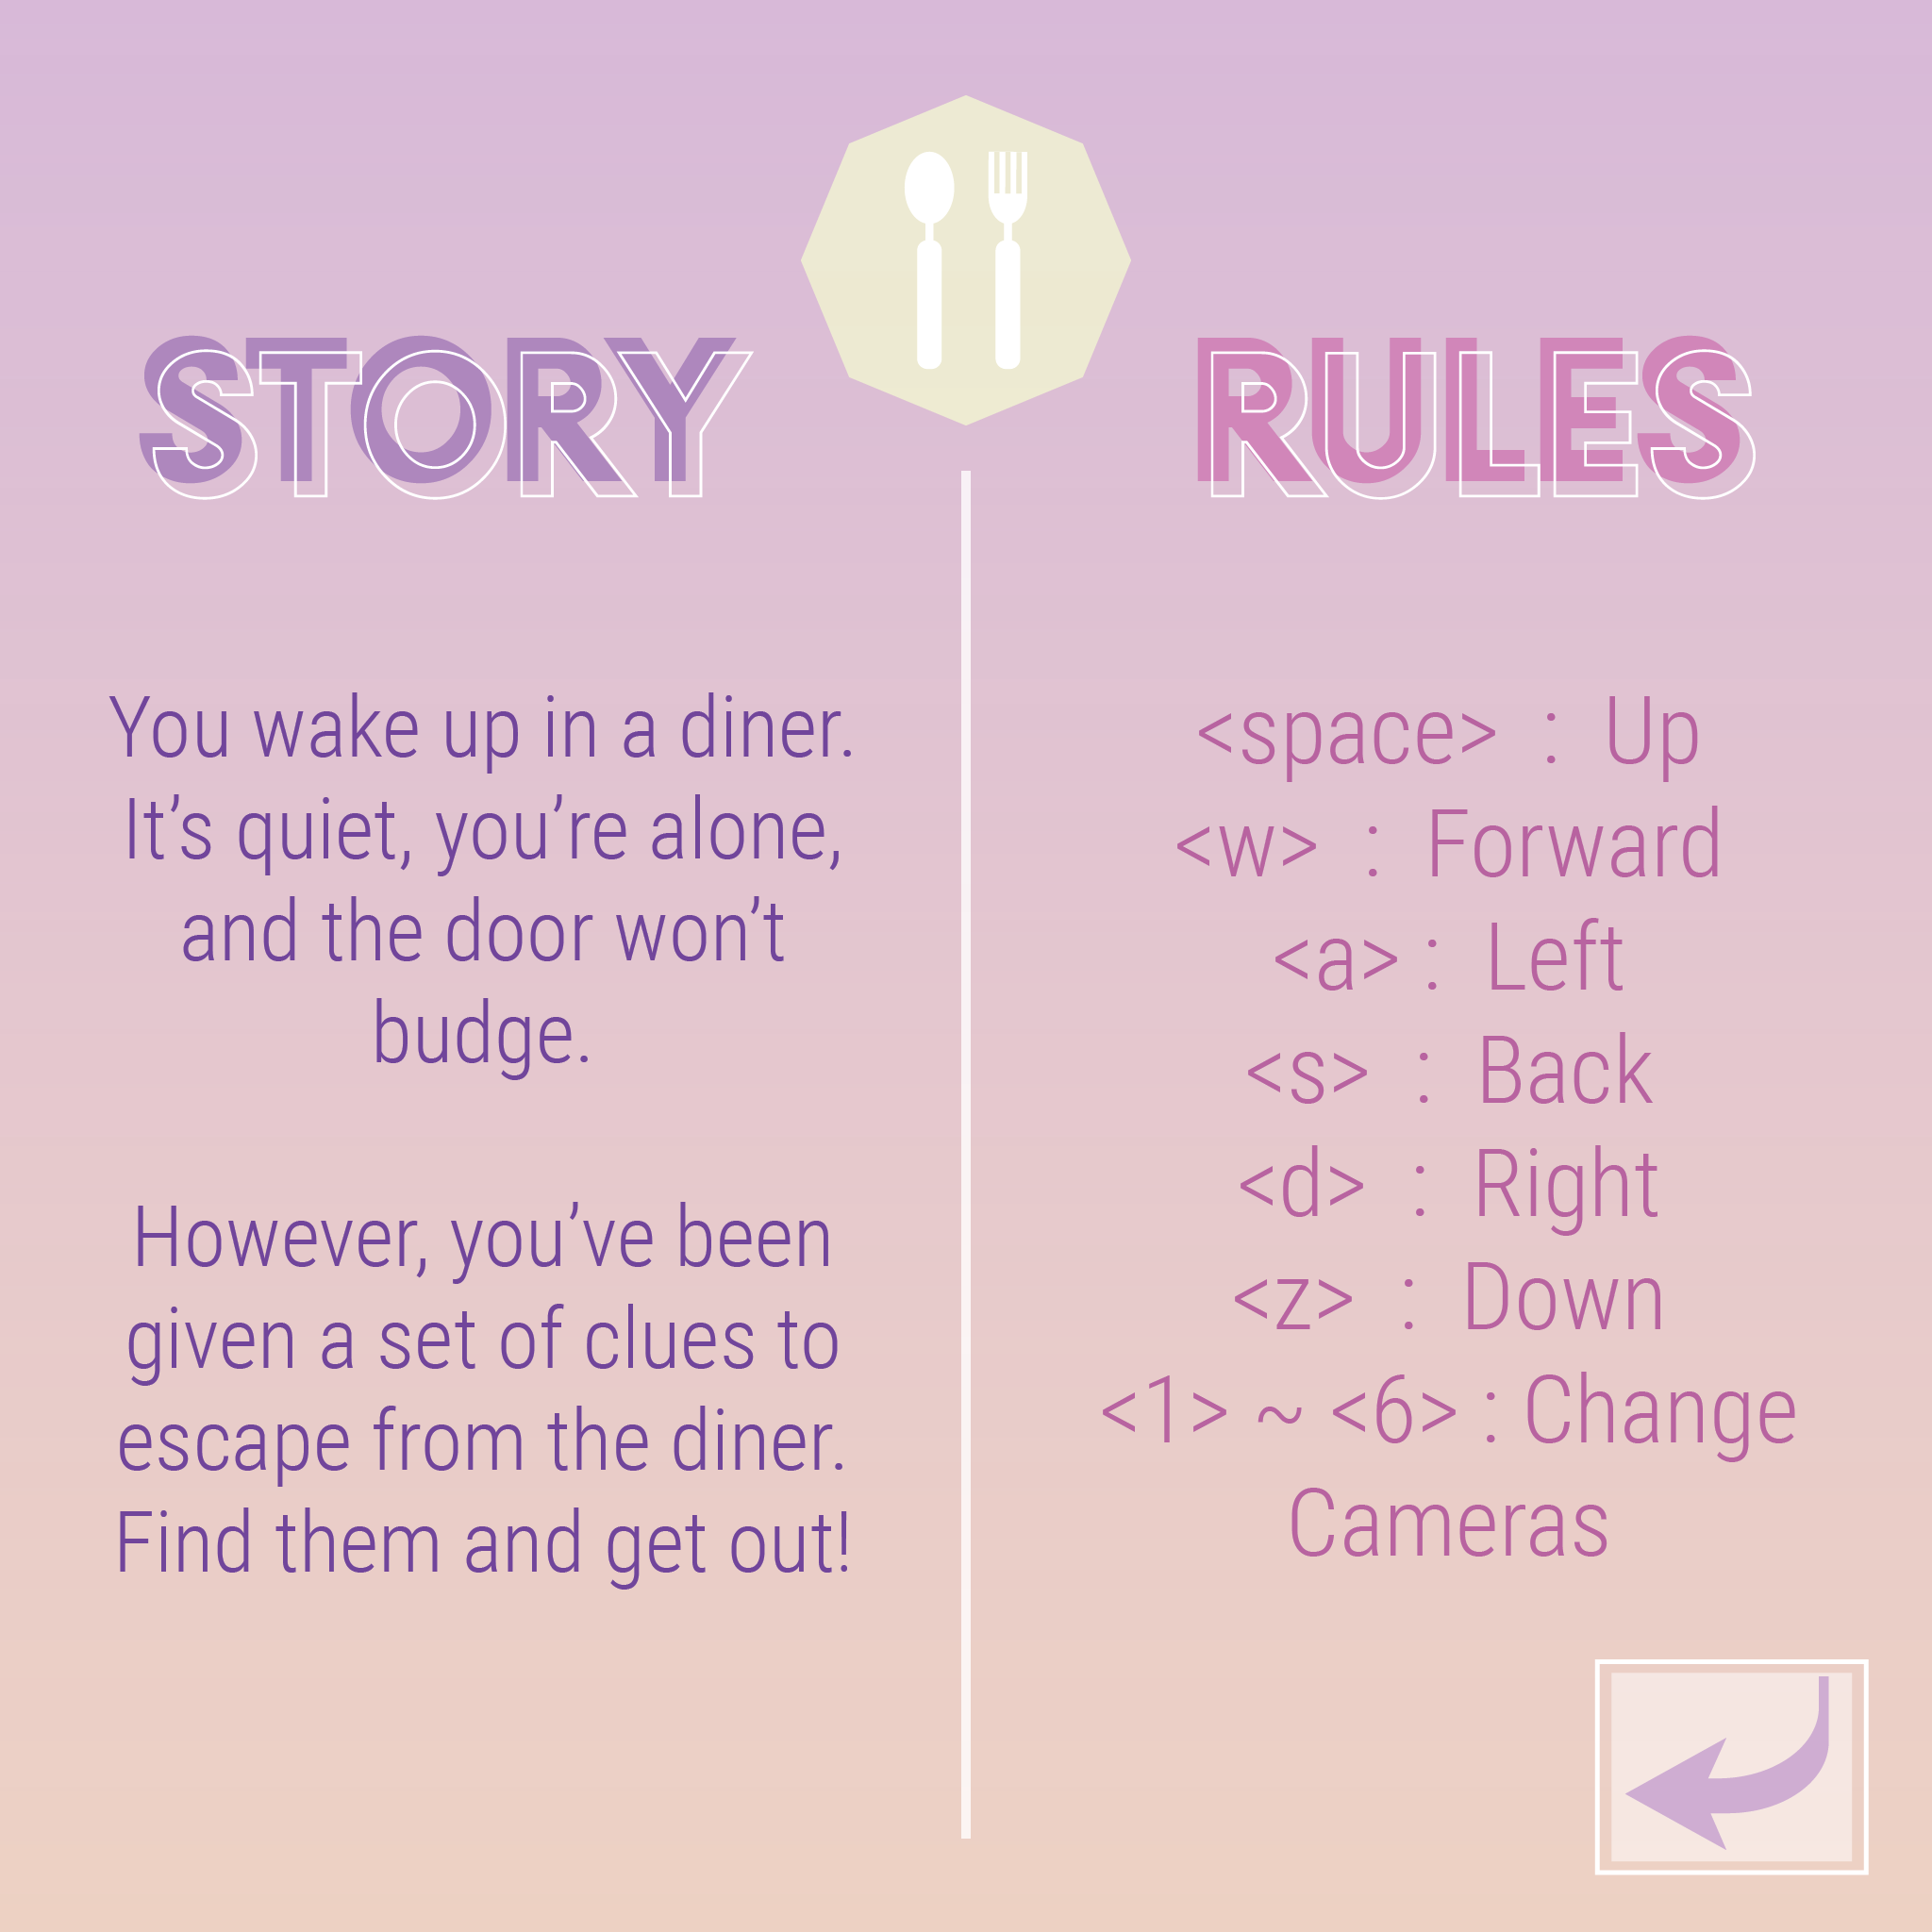 STORY
You wake up in a diner.
It’s quiet, you’re alone,
and the door won’t
budge.
However, you’ve been
given a set of clues to
escape from the diner.
Find them and get out!
RULES
<space> : Up
<w> : Forward
<a> : Left
<s> : Back
<d> : Right
<z> : Down
<1> ~ <6> : Change
Cameras